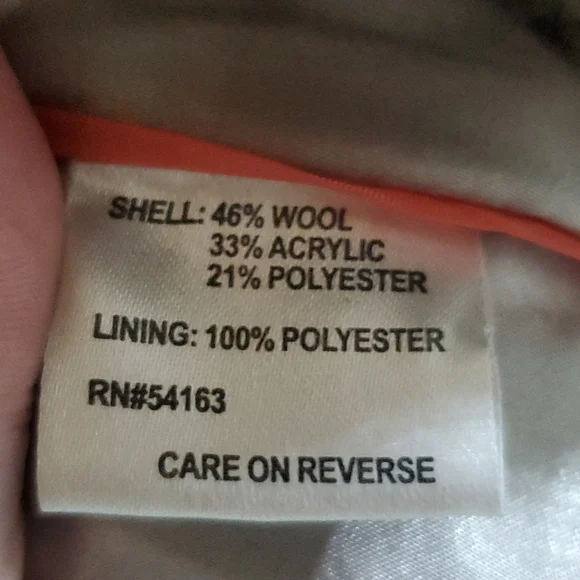 SHELL: 46% WOOL
33% ACRYLIC
21% POLYESTER
LINING: 100% POLYESTER
RN#54163
CARE ON REVERSE